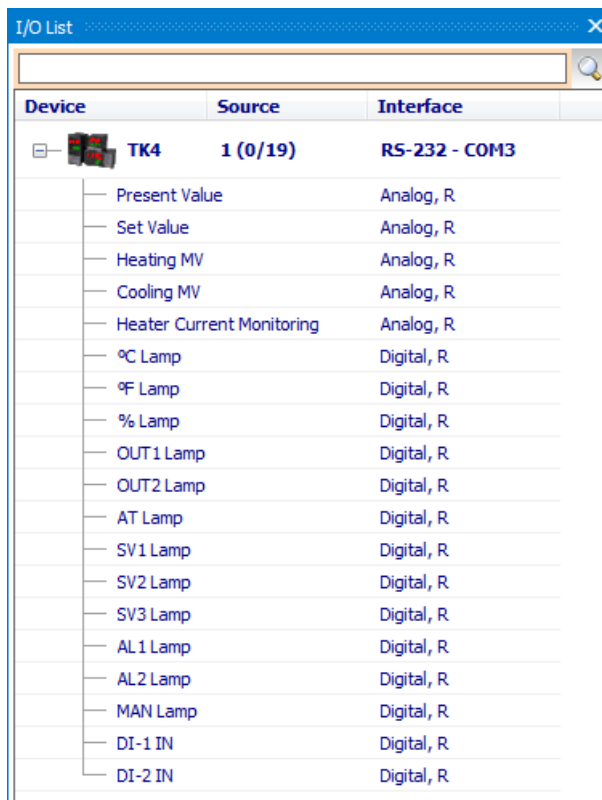 I/O List
Device Source Interface
TK4 1 (0/19) RS-232 - COM3
Present Value Analog, R
Set Value Analog, R
Heating MV Analog, R
Cooling MV Analog, R
Heater Current Monitoring Analog, R
ºC Lamp Digital, R
ºF Lamp Digital, R
% Lamp Digital, R
OUT1 Lamp Digital, R
OUT2 Lamp Digital, R
AT Lamp Digital, R
SV1 Lamp Digital, R
SV2 Lamp Digital, R
SV3 Lamp Digital, R
AL1 Lamp Digital, R
AL2 Lamp Digital, R
MAN Lamp Digital, R
DI-1 IN Digital, R
DI-2 IN Digital, R